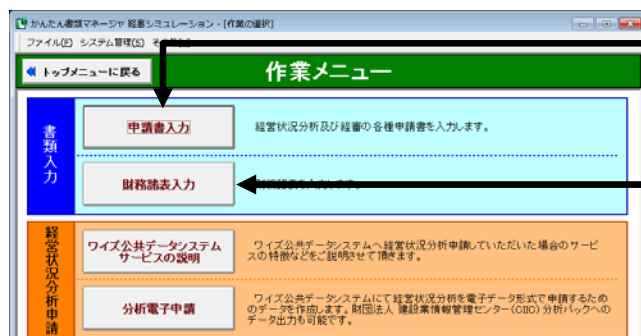 かんたん書類マネージャ 経審シミュレーション - [作業の選択]
ファイル(F) システム管理(S)
トップメニューに戻る
作業メニュー
書類入力
申請書入力
経営状況分析及び経審の各種申請書を入力します。
財務諸表入力
経営状況分析申請
ワイズ公共データシステム
サービスの説明
ワイズ公共データシステムへ経営状況分析申請していただいた場合のサービ
スの特徴などをご説明させて頂きます。
分析電子申請
ワイズ公共データシステムにて経営状況分析を電子データ形式で申請するため
のデータを作成します。財団法人 建設業情報管理センター(CIIC)分析パックへの
データ出力も可能です。